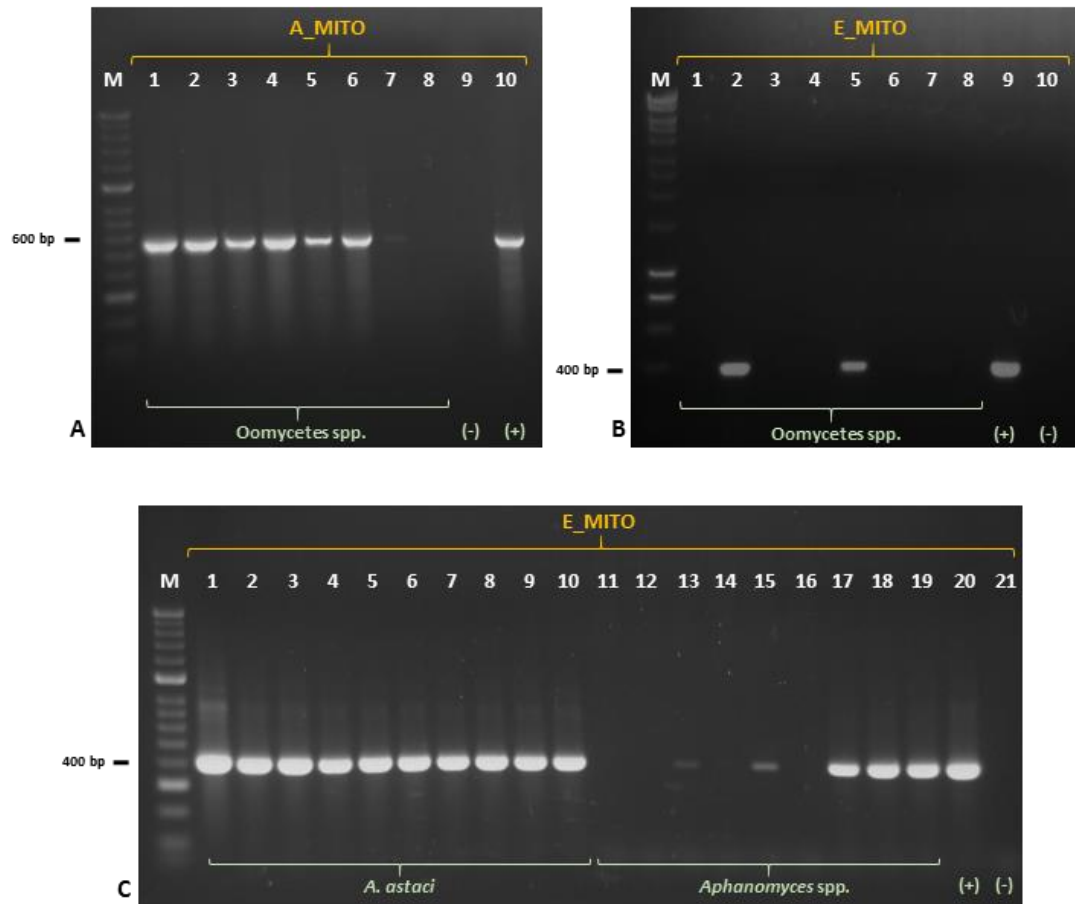 A_MITO
M 1 2 3 4 5 6 7 8 9 10
600 bp
A Oomycetes spp. (-) (+)
E_MITO
M 1 2 3 4 5 6 7 8 9 10
400 bp
B Oomycetes spp. (+) (-)
E_MITO
M 1 2 3 4 5 6 7 8 9 10 11 12 13 14 15 16 17 18 19 20 21
400 bp
C A. astaci Aphanomyces spp. (+) (-)